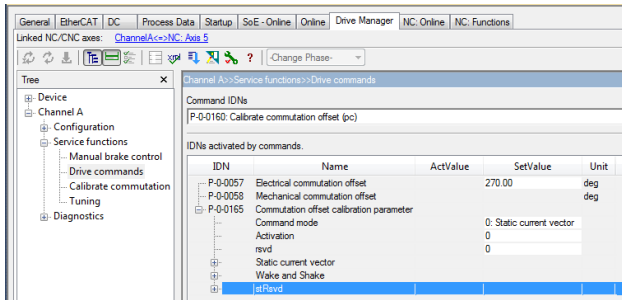 General EtherCAT DC Process Data Startup SoE - Online Online Drive Manager NC: Online NC: Functions
Linked NC/CNC axes: ChannelA<=>NC: Axis 5
? -Change Phase-
Tree x
Device
Channel A
Configuration
Service functions
Manual brake control
Drive commands
Calibrate commutation
Tuning
Diagnostics
Channel A>>Service functions>>Drive commands
Command IDNs
P-0-0160: Calibrate commutation offset (pc)
IDNs activated by commands.
IDN Name ActValue SetValue Unit
P-0-0057 Electrical commutation offset 270.00 deg
P-0-0058 Mechanical commutation offset deg
P-0-0165 Commutation offset calibration parameter
Command mode 0: Static current vector
Activation 0
rsvd 0
Static current vector
Wake and Shake
stRsvd